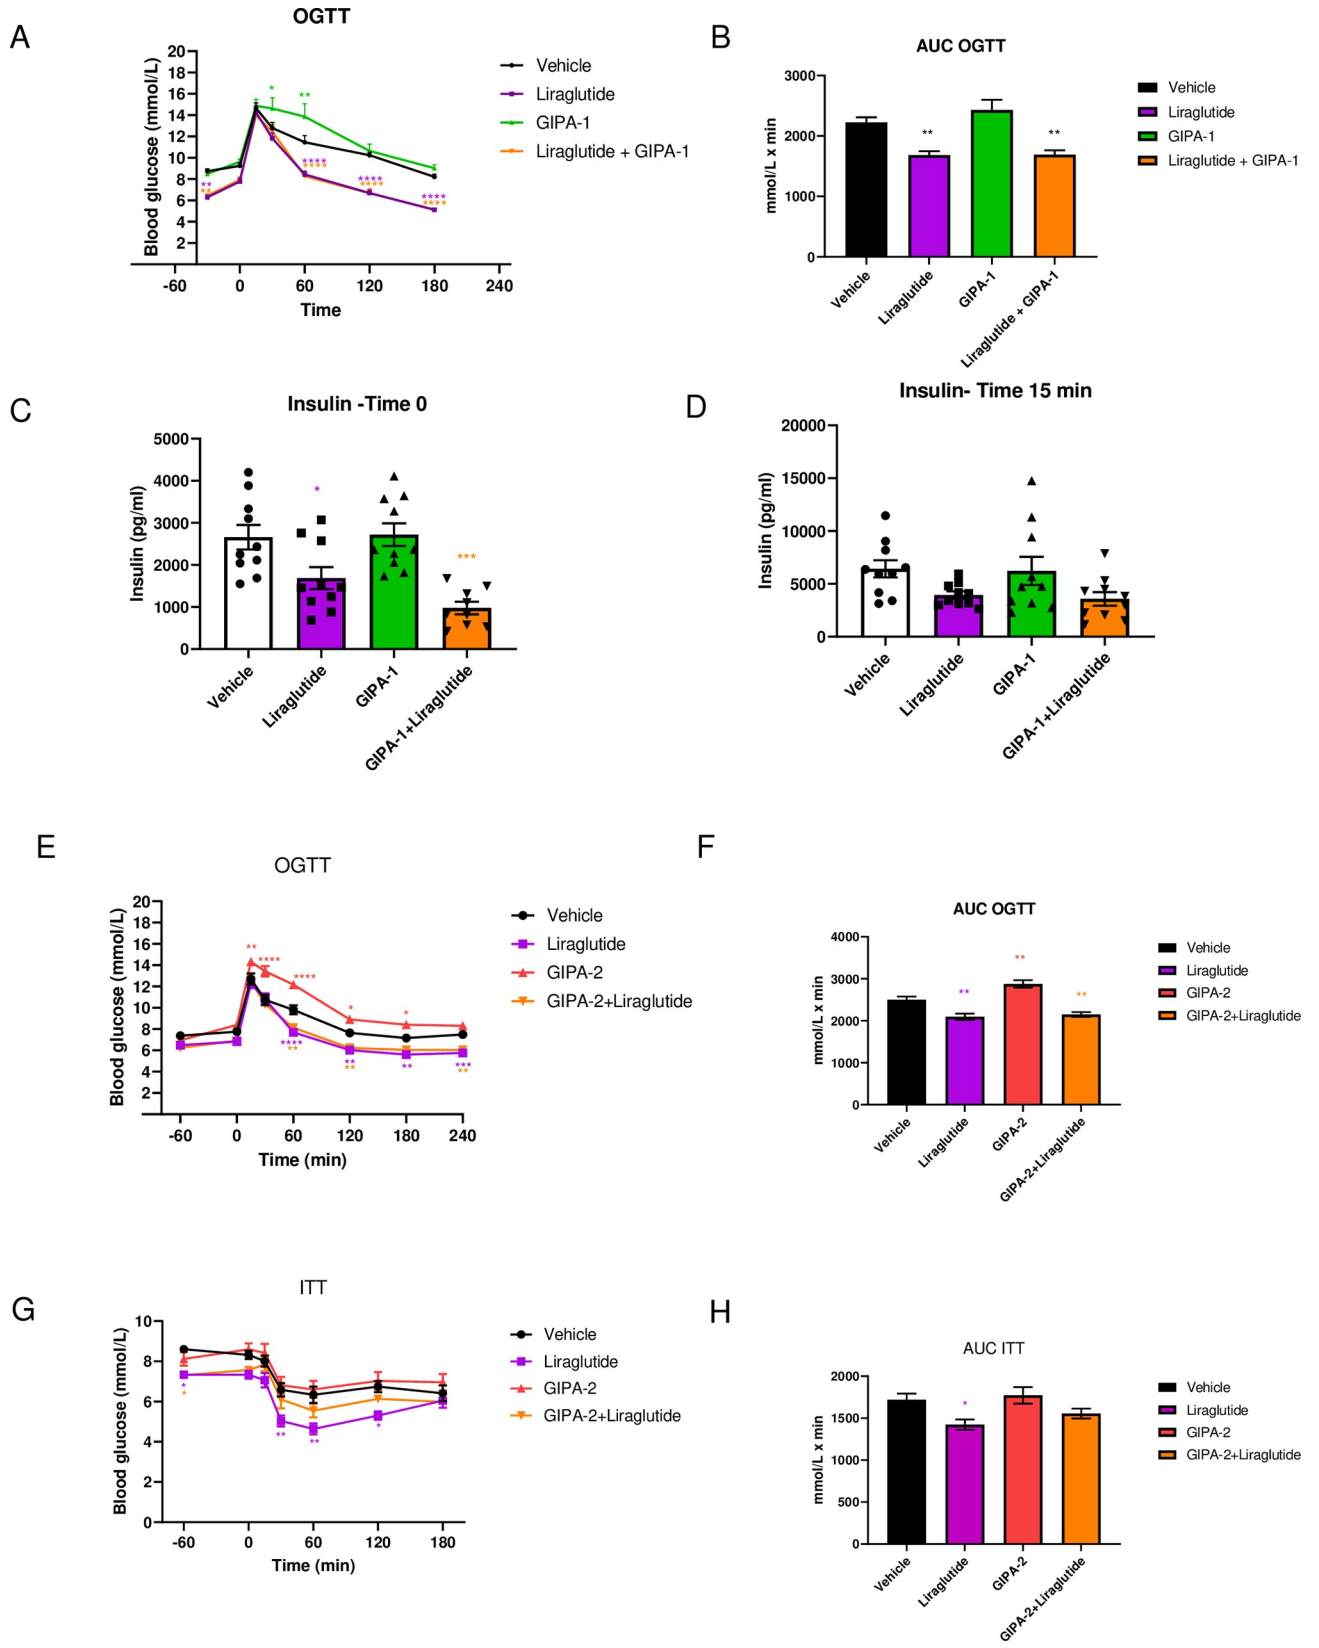 A
OGTT
Blood glucose (mmol/L)
20
18
16
14
12
10
8
6
4
2
-60 0 60 120 180 240
Time
* ** **** **** ****
** **** **** ****
**
Vehicle
Liraglutide
GIPA-1
Liraglutide + GIPA-1
B
AUC OGTT
mmol/L x min
3000
2000
1000
0
** **
Vehicle
Liraglutide
GIPA-1
Liraglutide + GIPA-1
Vehicle
Liraglutide
GIPA-1
Liraglutide + GIPA-1
C
Insulin -Time 0
Insulin (pg/ml)
5000
4000
3000
2000
1000
0
* ***
Vehicle
Liraglutide
GIPA-1
GIPA-1+Liraglutide
D
Insulin- Time 15 min
Insulin (pg/ml)
20000
15000
10000
5000
0
Vehicle
Liraglutide
GIPA-1
GIPA-1+Liraglutide
E
OGTT
Blood glucose (mmol/L)
20
18
16
14
12
10
8
6
4
2
-60 0 60 120 180 240
Time (min)
** **** **** * *
**** ** ** ***
** ** **
Vehicle
Liraglutide
GIPA-2
GIPA-2+Liraglutide
F
AUC OGTT
mmol/L x min
4000
3000
2000
1000
0
** ** **
Vehicle
Liraglutide
GIPA-2
GIPA-2+Liraglutide
Vehicle
Liraglutide
GIPA-2
GIPA-2+Liraglutide
G
ITT
Blood glucose (mmol/L)
10
8
6
4
2
0
-60 0 60 120 180
Time (min)
* ** ** *
*
Vehicle
Liraglutide
GIPA-2
GIPA-2+Liraglutide
H
AUC ITT
mmol/L x min
2000
1500
1000
500
0
*
Vehicle
Liraglutide
GIPA-2
GIPA-2+Liraglutide
Vehicle
Liraglutide
GIPA-2
GIPA-2+Liraglutide